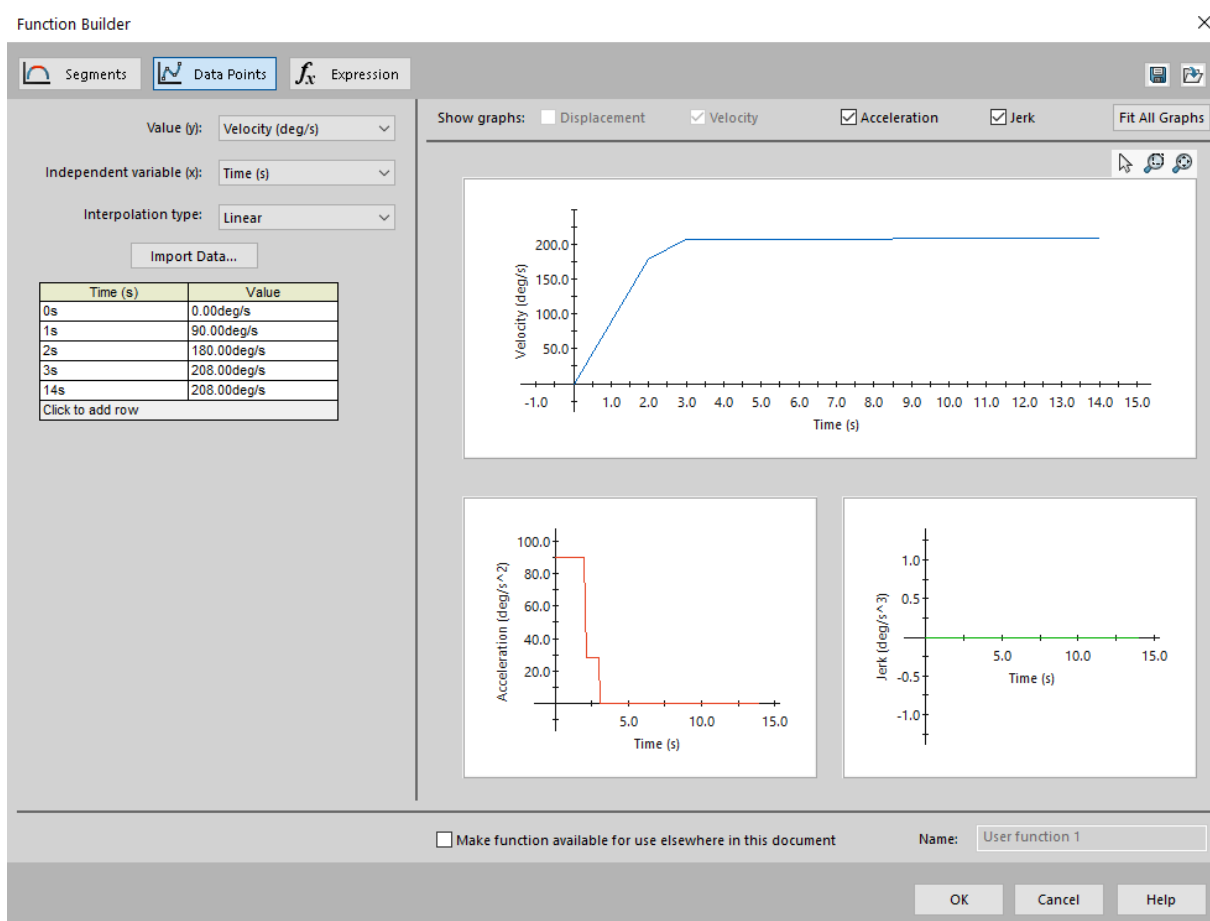 Function Builder
Segments
Data Points
fx Expression
Value (y): Velocity (deg/s)
Independent variable (x): Time (s)
Interpolation type: Linear
Import Data...
Time (s) Value
0s 0.00deg/s
1s 90.00deg/s
2s 180.00deg/s
3s 208.00deg/s
14s 208.00deg/s
Click to add row
Show graphs: Displacement Velocity Acceleration Jerk Fit All Graphs
Velocity (deg/s)
200.0
150.0
100.0
50.0
-1.0 1.0 2.0 3.0 4.0 5.0 6.0 7.0 8.0 9.0 10.0 11.0 12.0 13.0 14.0 15.0
Time (s)
Acceleration (deg/s^2)
100.0
80.0
60.0
40.0
20.0
5.0 10.0 15.0
Time (s)
Jerk (deg/s^3)
1.0
0.5
5.0 10.0 15.0
-0.5
Time (s)
-1.0
Make function available for use elsewhere in this document
Name: User function 1
OK Cancel Help